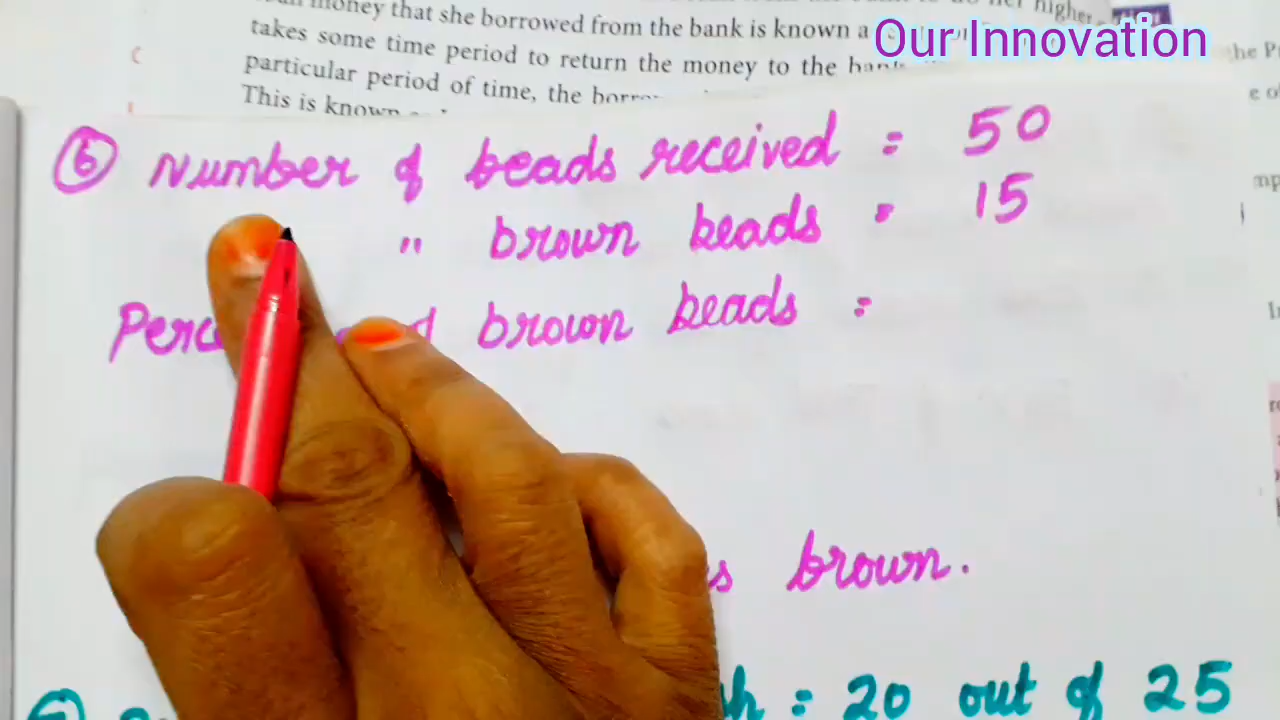 money that she borrowed from the bank is known a
Our Innovation
takes some time period to return the money to the bank
particular period of time, the borr
This is known
6 Number of beads received = 50
" brown beads = 15
Perc brown beads =
s brown.
= 20 out of 25